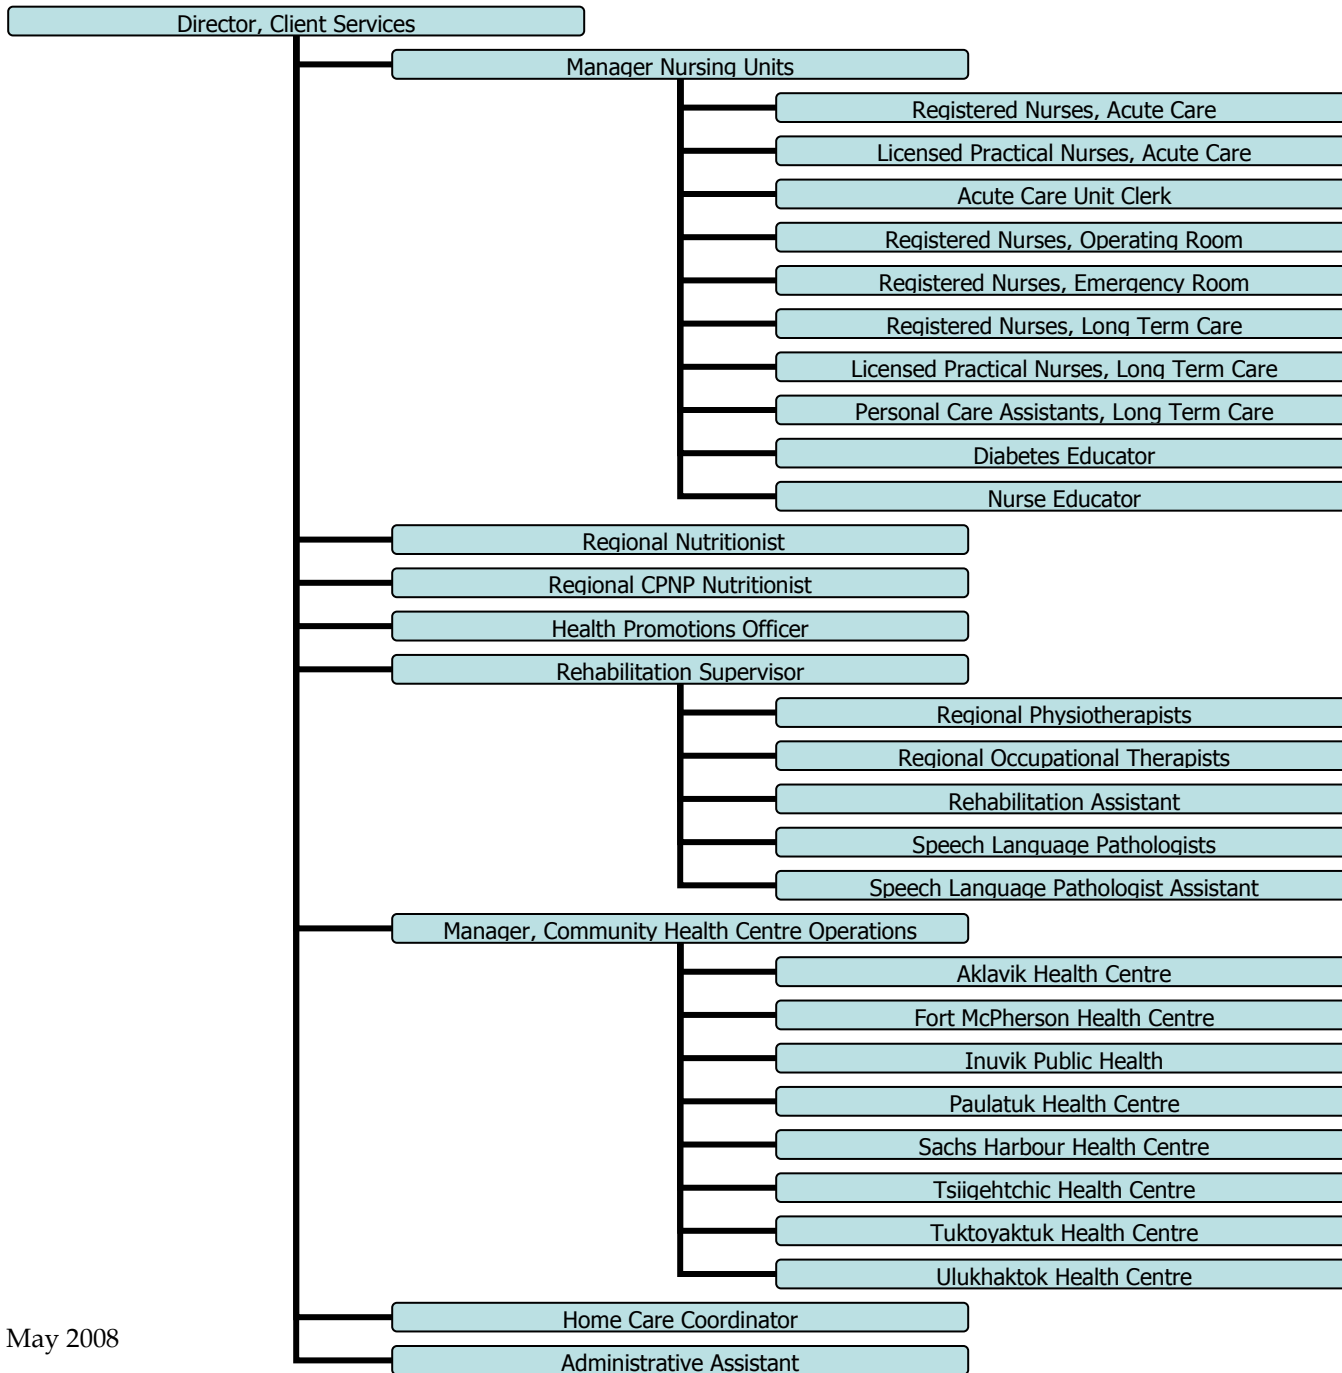 Director, Client Services
Manager Nursing Units
Registered Nurses, Acute Care
Licensed Practical Nurses, Acute Care
Acute Care Unit Clerk
Registered Nurses, Operating Room
Registered Nurses, Emergency Room
Registered Nurses, Long Term Care
Licensed Practical Nurses, Long Term Care
Personal Care Assistants, Long Term Care
Diabetes Educator
Nurse Educator
Regional Nutritionist
Regional CPNP Nutritionist
Health Promotions Officer
Rehabilitation Supervisor
Regional Physiotherapists
Regional Occupational Therapists
Rehabilitation Assistant
Speech Language Pathologists
Speech Language Pathologist Assistant
Manager, Community Health Centre Operations
Aklavik Health Centre
Fort McPherson Health Centre
Inuvik Public Health
Paulatuk Health Centre
Sachs Harbour Health Centre
Tsiigehtchic Health Centre
Tuktoyaktuk Health Centre
Ulukhaktok Health Centre
Home Care Coordinator
May 2008
Administrative Assistant